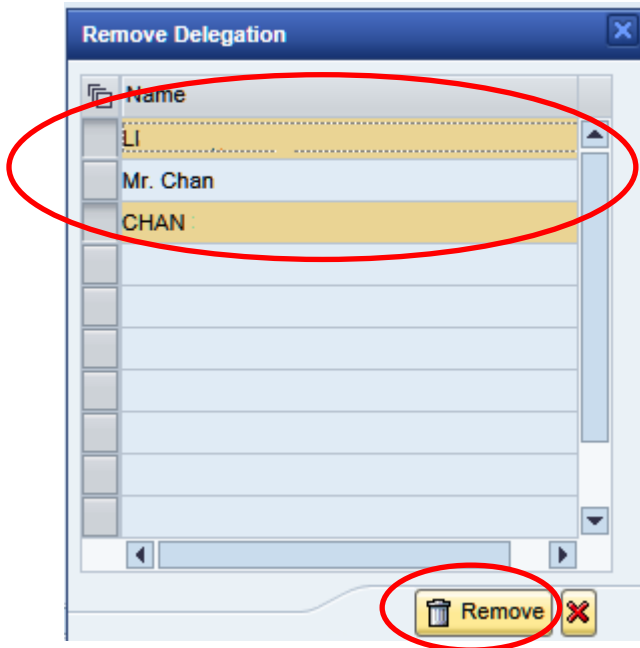 Remove Delegation
Name
LI
Mr. Chan
CHAN
Remove